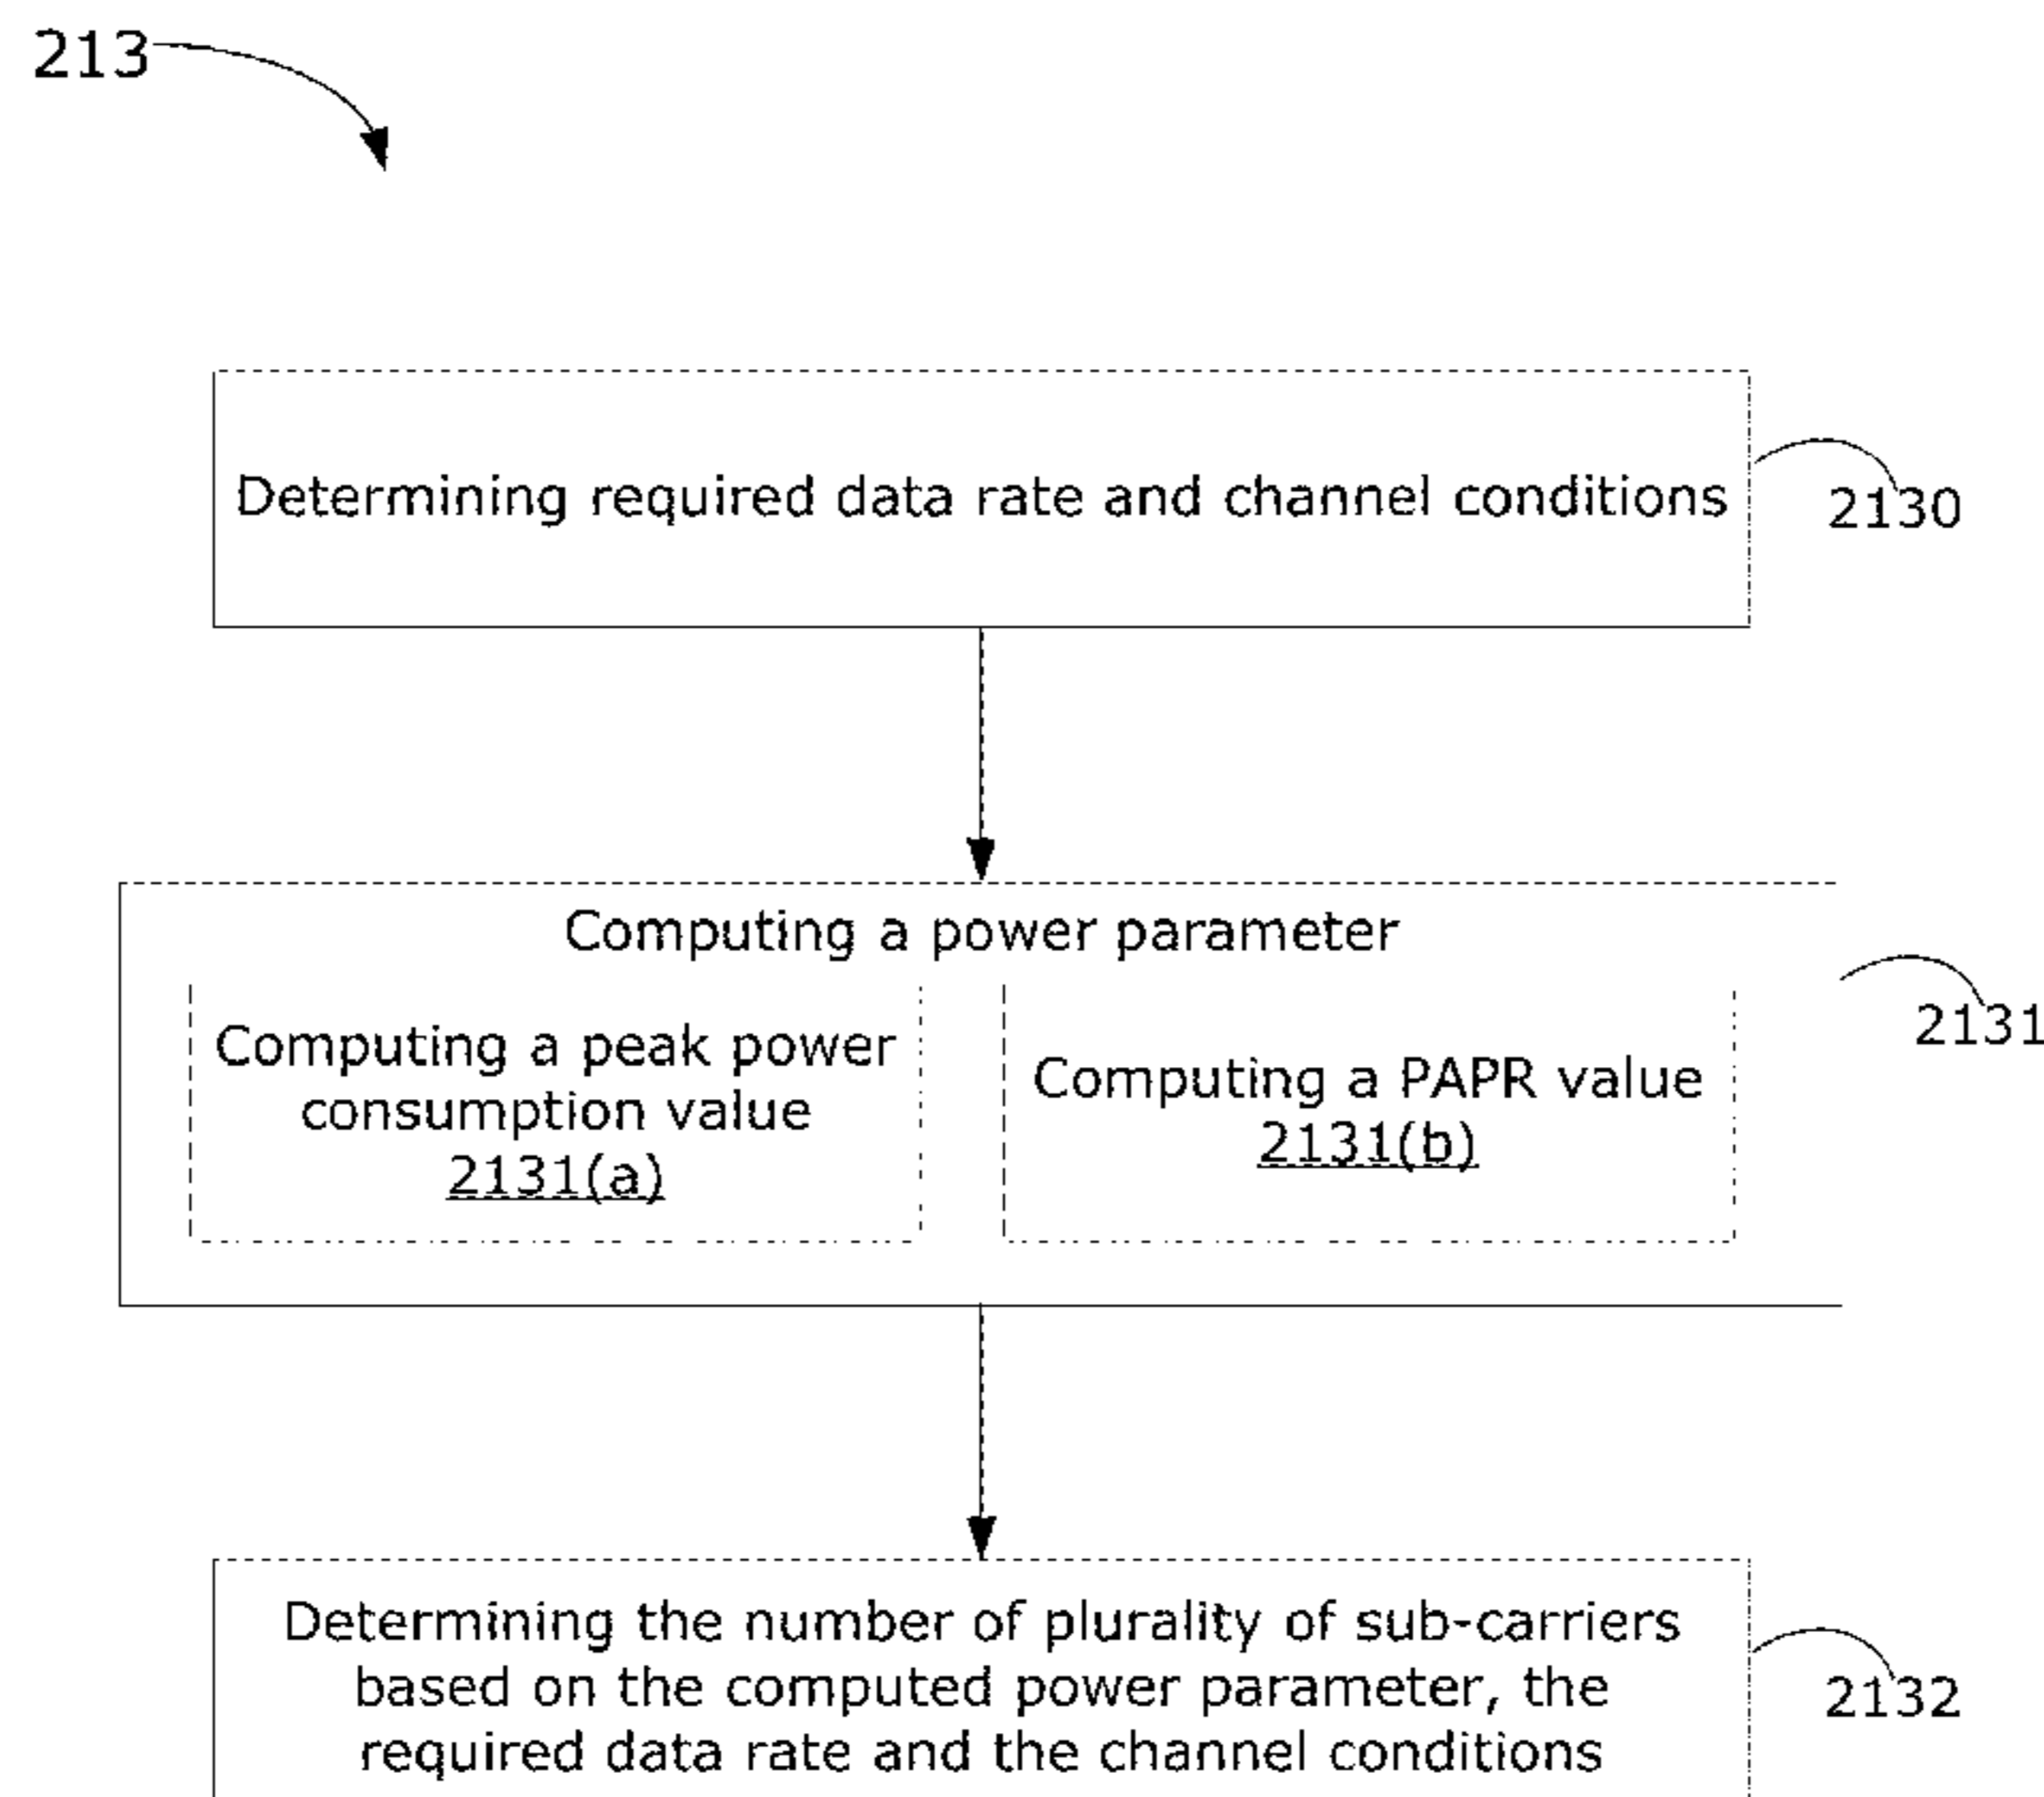 213
Determining required data rate and channel conditions
2130
Computing a power parameter
2131
Computing a peak power
consumption value
2131(a)
Computing a PAPR value
2131(b)
Determining the number of plurality of sub-carriers
based on the computed power parameter, the
required data rate and the channel conditions
2132